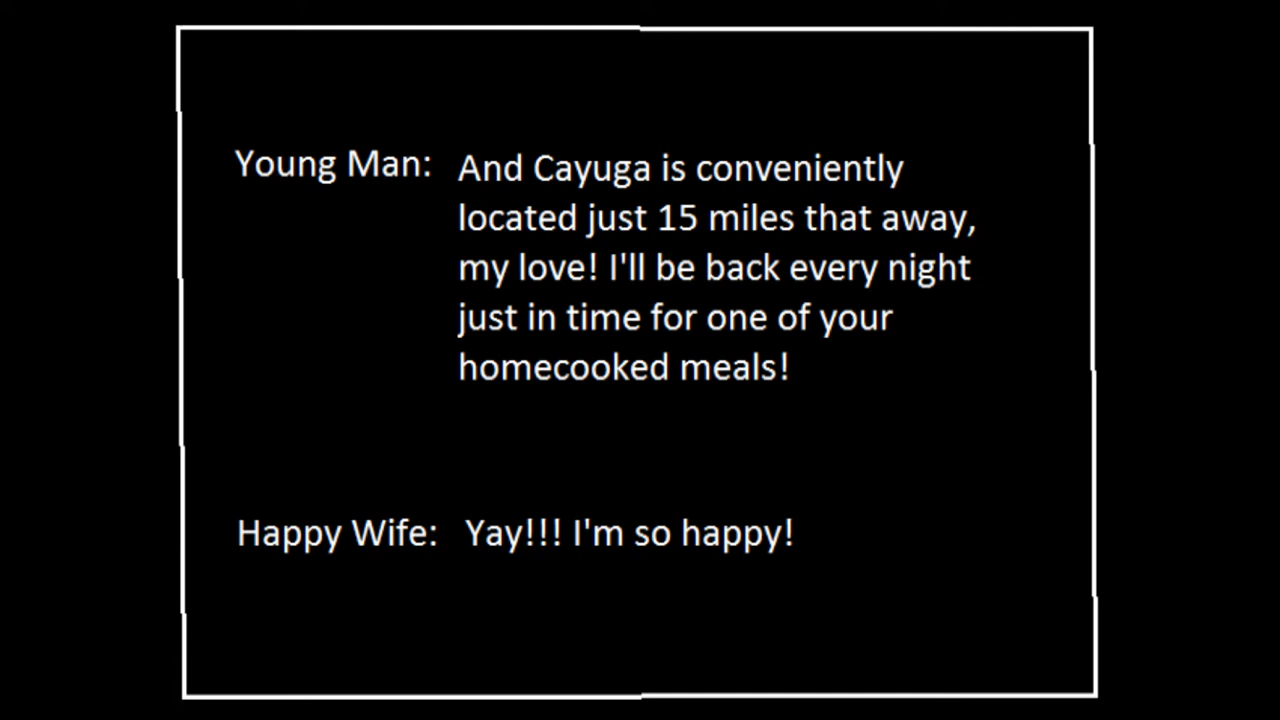 Young Man: And Cayuga is conveniently
located just 15 miles that away,
my love! I'll be back every night
just in time for one of your
homecooked meals!
Happy Wife: Yay!!! I'm so happy!